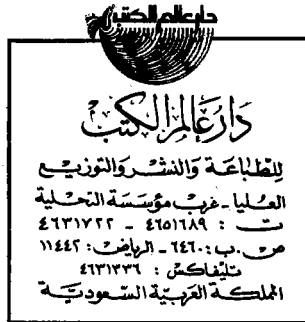 دار عالم الكتب
دار عالم الكتب
للطباعة والنشر والتوزيع
العليا - غرب مؤسسة التحلية
ت : ٤٦٥١٦٨٩ - ٤٦٣١٧٢٢
ص. ب: ٦٤٦٠ - الرياض: ١١٤٤٢
تليفاكس : ٤٦٣١٣٣٦
المملكة العربية السعودية